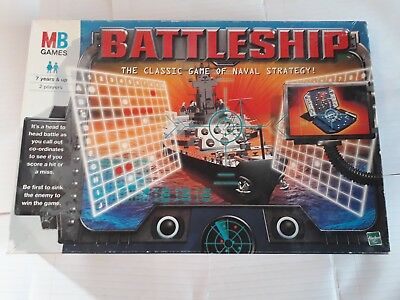 MB
GAMES
7 years & up
2 players
BATTLESHIP
THE CLASSIC GAME OF NAVAL STRATEGY!
It's a head to
head battle as
you call out
co-ordinates
to see if you
score a hit or
a miss.
Be first to sink
the enemy to
win the game.